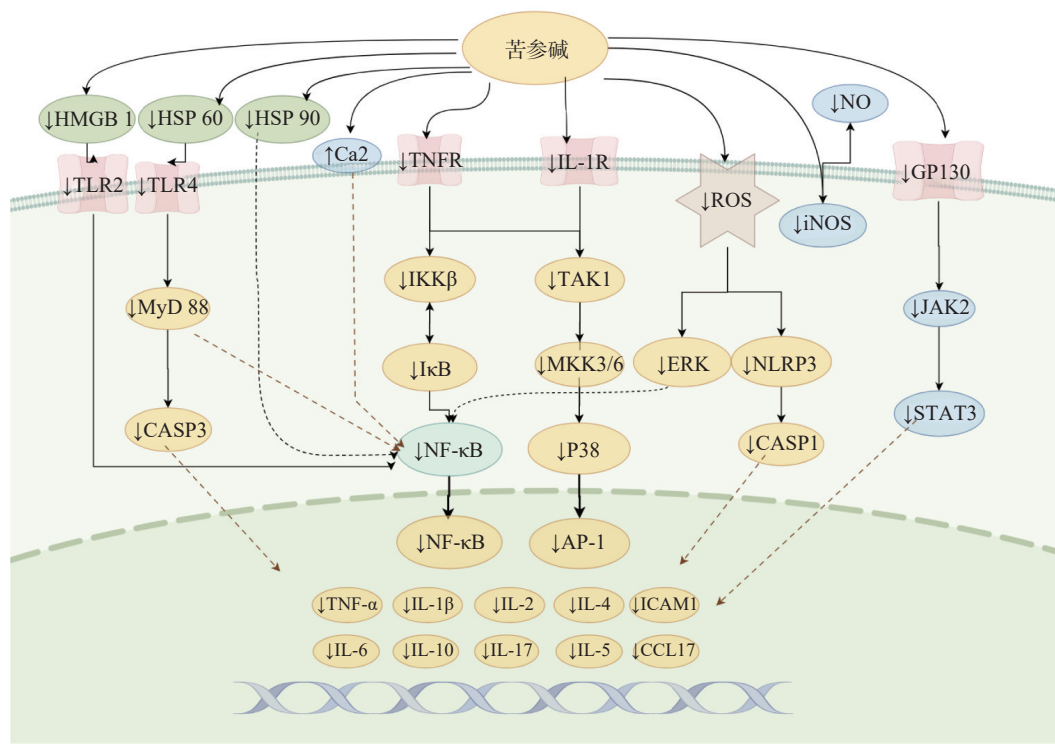 苦参碱
↓HMGB 1
↓HSP 60
↓HSP 90
↑Ca2
↓NO
↓TLR2
↓TLR4
↓TNFR
↓IL-1R
↓ROS
↓iNOS
↓GP130
↓MyD 88
↓IKKβ
↓TAK1
↓JAK2
↓IκB
↓MKK3/6
↓ERK
↓NLRP3
↓CASP3
↓NF-κB
↓P38
↓CASP1
↓STAT3
↓NF-κB
↓AP-1
↓TNF-α
↓IL-1β
↓IL-2
↓IL-4
↓ICAM1
↓IL-6
↓IL-10
↓IL-17
↓IL-5
↓CCL17